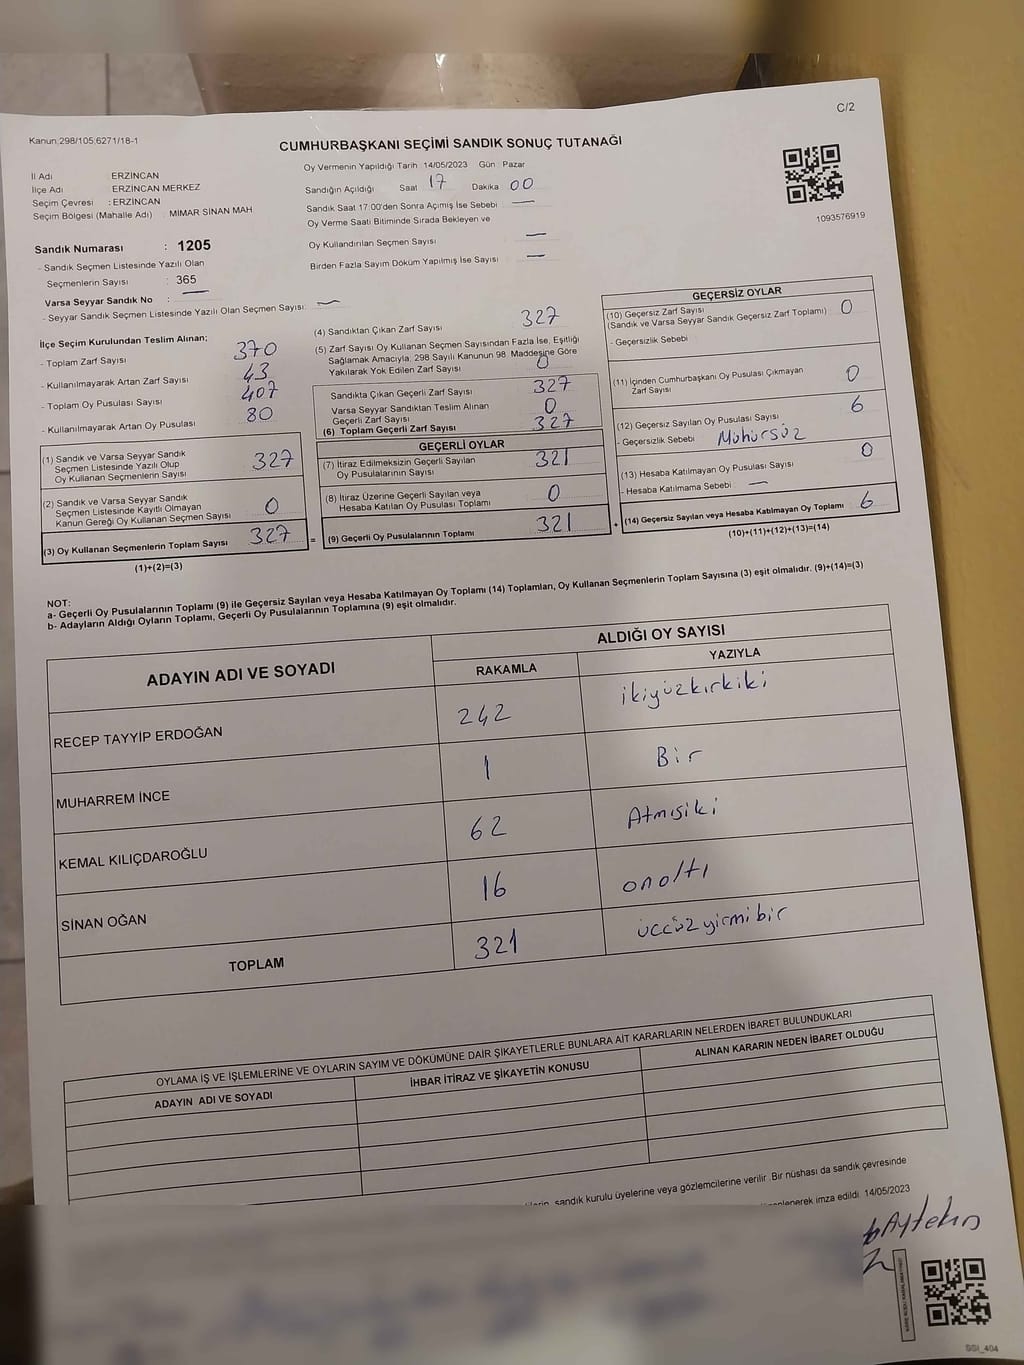 C/2
Kanun:298/105;6271/18-1
CUMHURBAŞKANI SEÇİMİ SANDIK SONUÇ TUTANAĞI
İl Adı : ERZİNCAN
İlçe Adı : ERZİNCAN MERKEZ
Seçim Çevresi : ERZİNCAN
Seçim Bölgesi (Mahalle Adı) : MİMAR SİNAN MAH.
Sandık Numarası : 1205
- Sandık Seçmen Listesinde Yazılı Olan
Seçmenlerin Sayısı : 365
Varsa Seyyar Sandık No : —
- Seyyar Sandık Seçmen Listesinde Yazılı Olan Seçmen Sayısı: —
Oy Vermenin Yapıldığı Tarih : 14/05/2023 Gün : Pazar
Sandığın Açıldığı Saat 17 Dakika 00
Sandık Saat 17:00'den Sonra Açımış İse Sebebi —
Oy Verme Saati Bitiminde Sırada Bekleyen ve
Oy Kullandırılan Seçmen Sayısı —
Birden Fazla Sayım Döküm Yapılmış İse Sayısı —
1093576919
İlçe Seçim Kurulundan Teslim Alınan;
- Toplam Zarf Sayısı 370
- Kullanılmayarak Artan Zarf Sayısı 43
- Toplam Oy Pusulası Sayısı 407
- Kullanılmayarak Artan Oy Pusulası 80
(1) Sandık ve Varsa Seyyar Sandık
Seçmen Listesinde Yazılı Olup
Oy Kullanan Seçmenlerin Sayısı 327
(2) Sandık ve Varsa Seyyar Sandık
Seçmen Listesinde Kayıtlı Olmayan
Kanun Gereği Oy Kullanan Seçmen Sayısı 0
(3) Oy Kullanan Seçmenlerin Toplam Sayısı 327 =
(1)+(2)=(3)
(4) Sandıktan Çıkan Zarf Sayısı 327
(5) Zarf Sayısı Oy Kullanan Seçmen Sayısından Fazla İse, Eşitliği
Sağlamak Amacıyla, 298 Sayılı Kanunun 98. Maddesine Göre
Yakılarak Yok Edilen Zarf Sayısı 0
Sandıkta Çıkan Geçerli Zarf Sayısı 327
Varsa Seyyar Sandıktan Teslim Alınan
Geçerli Zarf Sayısı 0
(6) Toplam Geçerli Zarf Sayısı 327
GEÇERLİ OYLAR
(7) İtiraz Edilmeksizin Geçerli Sayılan
Oy Pusulalarının Sayısı 321
(8) İtiraz Üzerine Geçerli Sayılan veya
Hesaba Katılan Oy Pusulası Toplamı 0
(9) Geçerli Oy Pusulalarının Toplamı 321 +
GEÇERSİZ OYLAR
(10) Geçersiz Zarf Sayısı
(Sandık ve Varsa Seyyar Sandık Geçersiz Zarf Toplamı) 0
- Geçersizlik Sebebi
(11) İçinden Cumhurbaşkanı Oy Pusulası Çıkmayan
Zarf Sayısı 0
(12) Geçersiz Sayılan Oy Pusulası Sayısı 6
- Geçersizlik Sebebi Mühürsüz
(13) Hesaba Katılmayan Oy Pusulası Sayısı 0
- Hesaba Katılmama Sebebi : —
(14) Geçersiz Sayılan veya Hesaba Katılmayan Oy Toplamı 6
(10)+(11)+(12)+(13)=(14)
NOT:
a- Geçerli Oy Pusulalarının Toplamı (9) ile Geçersiz Sayılan veya Hesaba Katılmayan Oy Toplamı (14) Toplamları, Oy Kullanan Seçmenlerin Toplam Sayısına (3) eşit olmalıdır. (9)+(14)=(3)
b- Adayların Aldığı Oyların Toplamı, Geçerli Oy Pusulalarının Toplamına (9) eşit olmalıdır.
ADAYIN ADI VE SOYADI
ALDIĞI OY SAYISI
RAKAMLA YAZIYLA
RECEP TAYYİP ERDOĞAN 242 ikiyüzkırkiki
MUHARREM İNCE 1 Bir
KEMAL KILIÇDAROĞLU 62 Atmışiki
SİNAN OĞAN 16 onaltı
TOPLAM 321 üccüz yirmibir
OYLAMA İŞ VE İŞLEMLERİNE VE OYLARIN SAYIM VE DÖKÜMÜNE DAİR ŞİKAYETLERLE BUNLARA AİT KARARLARIN NELERDEN İBARET BULUNDUKLARI
ADAYIN ADI VE SOYADI İHBAR İTİRAZ VE ŞİKAYETİN KONUSU ALINAN KARARIN NEDEN İBARET OLDUĞU
sandık kurulu üyelerine veya gözlemcilerine verilir. Bir nüshası da sandık çevresinde
imza edildi. 14/05/2023
Aytekin
SSI_404